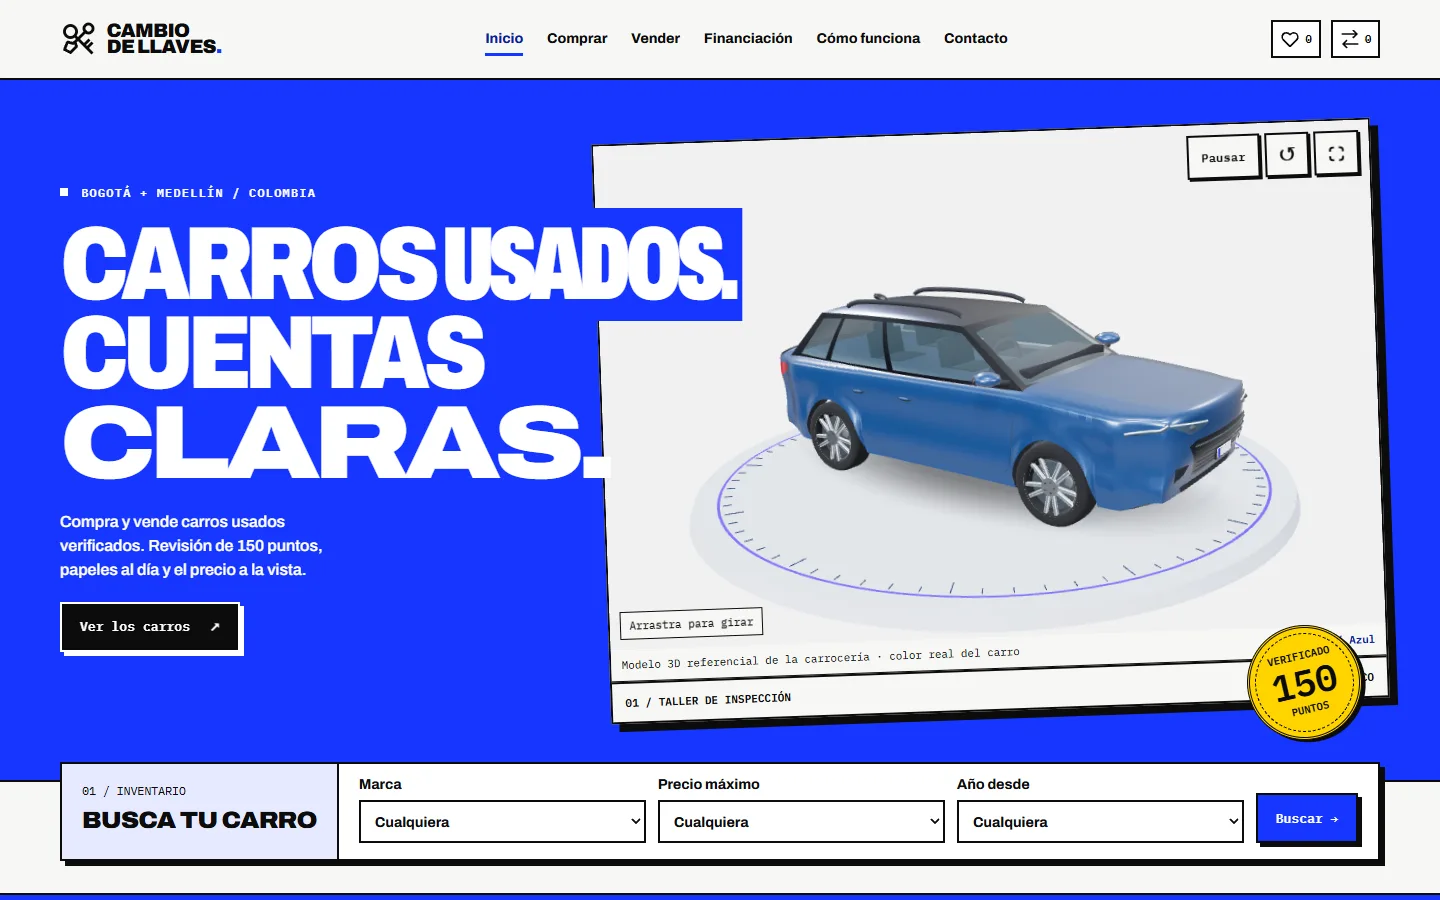 CAMBIO
DE LLAVES.
Inicio
Comprar
Vender
Financiación
Cómo funciona
Contacto
0
0
Pausar
BOGOTÁ + MEDELLÍN / COLOMBIA
CARROS USADOS.
CUENTAS
CLARAS.
Compra y vende carros usados
verificados. Revisión de 150 puntos,
papeles al día y el precio a la vista.
Ver los carros ↗
Arrastra para girar
Modelo 3D referencial de la carrocería · color real del carro
Azul
01 / TALLER DE INSPECCIÓN
VERIFICADO
150
PUNTOS
01 / INVENTARIO
BUSCA TU CARRO
Marca
Cualquiera
Precio máximo
Cualquiera
Año desde
Cualquiera
Buscar →